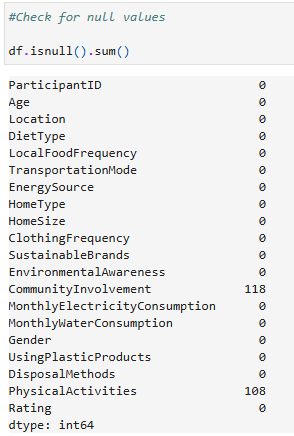 #Check for null values
df.isnull().sum()
ParticipantID 0
Age 0
Location 0
DietType 0
LocalFoodFrequency 0
TransportationMode 0
EnergySource 0
HomeType 0
HomeSize 0
ClothingFrequency 0
SustainableBrands 0
EnvironmentalAwareness 0
CommunityInvolvement 118
MonthlyElectricityConsumption 0
MonthlyWaterConsumption 0
Gender 0
UsingPlasticProducts 0
DisposalMethods 0
PhysicalActivities 108
Rating 0
dtype: int64